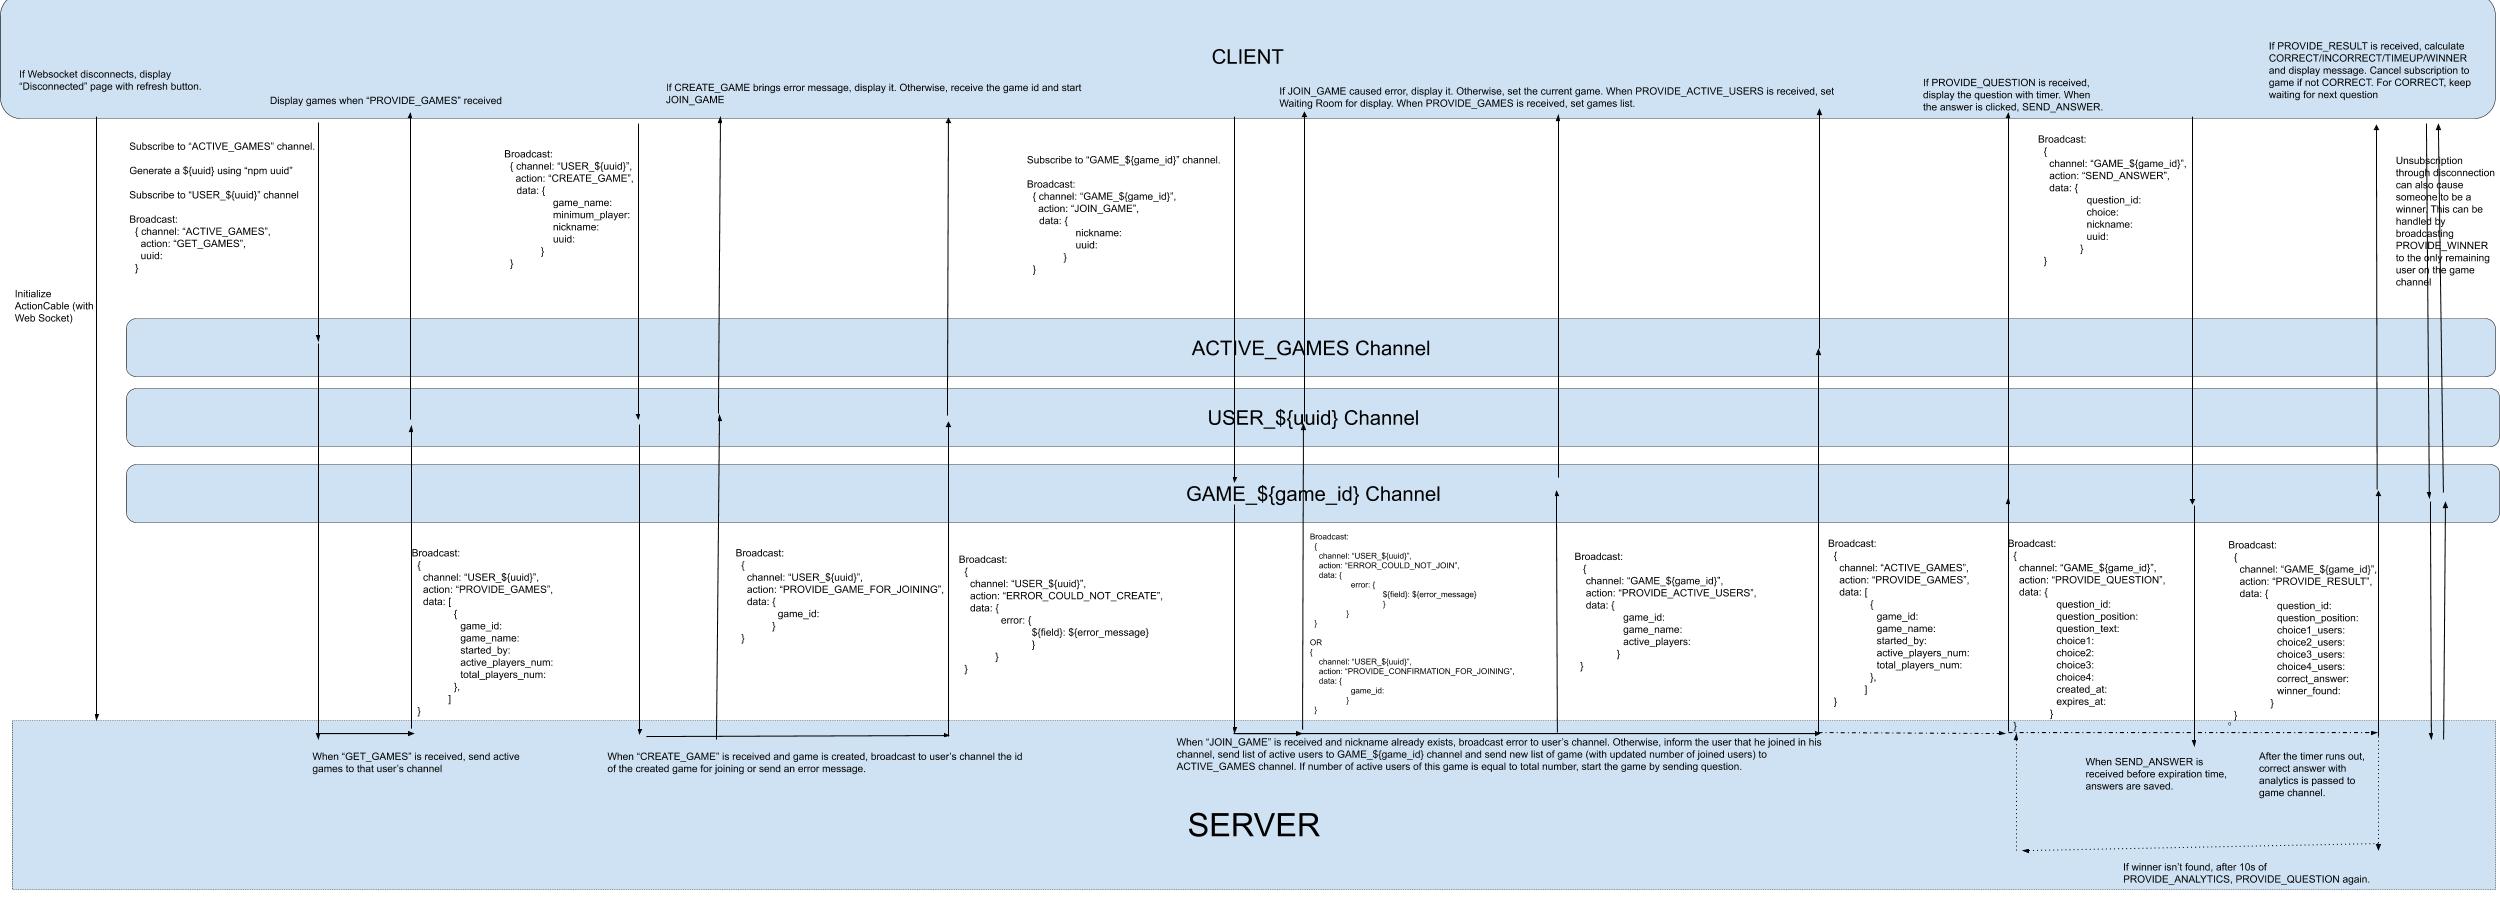 CLIENT
If Websocket disconnects, display
“Disconnected” page with refresh button.
Display games when “PROVIDE_GAMES” received
If CREATE_GAME brings error message, display it. Otherwise, receive the game id and start
JOIN_GAME
If JOIN_GAME caused error, display it. Otherwise, set the current game. When PROVIDE_ACTIVE_USERS is received, set
Waiting Room for display. When PROVIDE_GAMES is received, set games list.
If PROVIDE_QUESTION is received,
display the question with timer. When
the answer is clicked, SEND_ANSWER.
If PROVIDE_RESULT is received, calculate
CORRECT/INCORRECT/TIMEUP/WINNER
and display message. Cancel subscription to
game if not CORRECT. For CORRECT, keep
waiting for next question
Initialize
ActionCable (with
Web Socket)
Subscribe to “ACTIVE_GAMES” channel.
Generate a ${uuid} using “npm uuid”
Subscribe to “USER_${uuid}” channel
Broadcast:
{ channel: “ACTIVE_GAMES”,
action: “GET_GAMES”,
uuid:
}
Broadcast:
{ channel: “USER_${uuid}”,
action: “CREATE_GAME”,
data: {
game_name:
minimum_player:
nickname:
uuid:
}
}
Subscribe to “GAME_${game_id}” channel.
Broadcast:
{ channel: “GAME_${game_id}”,
action: “JOIN_GAME”,
data: {
nickname:
uuid:
}
}
Broadcast:
{
channel: “GAME_${game_id}”,
action: “SEND_ANSWER”,
data: {
question_id:
choice:
nickname:
uuid:
}
}
Unsubscription
through disconnection
can also cause
someone to be a
winner. This can be
handled by
broadcasting
PROVIDE_WINNER
to the only remaining
user on the game
channel
ACTIVE_GAMES Channel
USER_${uuid} Channel
GAME_${game_id} Channel
Broadcast:
{
channel: “USER_${uuid}”,
action: “PROVIDE_GAMES”,
data: [
{
game_id:
game_name:
started_by:
active_players_num:
total_players_num:
},
]
}
Broadcast:
{
channel: “USER_${uuid}”,
action: “PROVIDE_GAME_FOR_JOINING”,
data: {
game_id:
}
}
Broadcast:
{
channel: “USER_${uuid}”,
action: “ERROR_COULD_NOT_CREATE”,
data: {
error: {
${field}: ${error_message}
}
}
}
Broadcast:
{
channel: “USER_${uuid}”,
action: “ERROR_COULD_NOT_JOIN”,
data: {
error: {
${field}: ${error_message}
}
}
}
OR
{
channel: “USER_${uuid}”,
action: “PROVIDE_CONFIRMATION_FOR_JOINING”,
data: {
game_id:
}
}
Broadcast:
{
channel: “GAME_${game_id}”,
action: “PROVIDE_ACTIVE_USERS”,
data: {
game_id:
game_name:
active_players:
}
}
Broadcast:
{
channel: “ACTIVE_GAMES”,
action: “PROVIDE_GAMES”,
data: [
{
game_id:
game_name:
started_by:
active_players_num:
total_players_num:
},
]
}
Broadcast:
{
channel: “GAME_${game_id}”,
action: “PROVIDE_QUESTION”,
data: {
question_id:
question_position:
question_text:
choice1:
choice2:
choice3:
choice4:
created_at:
expires_at:
}
}
Broadcast:
{
channel: “GAME_${game_id}”,
action: “PROVIDE_RESULT”,
data: {
question_id:
question_position:
choice1_users:
choice2_users:
choice3_users:
choice4_users:
correct_answer:
winner_found:
}
}
When “GET_GAMES” is received, send active
games to that user’s channel
When “CREATE_GAME” is received and game is created, broadcast to user’s channel the id
of the created game for joining or send an error message.
When “JOIN_GAME” is received and nickname already exists, broadcast error to user’s channel. Otherwise, inform the user that he joined in his
channel, send list of active users to GAME_${game_id} channel and send new list of game (with updated number of joined users) to
ACTIVE_GAMES channel. If number of active users of this game is equal to total number, start the game by sending question.
When SEND_ANSWER is
received before expiration time,
answers are saved.
After the timer runs out,
correct answer with
analytics is passed to
game channel.
SERVER
If winner isn’t found, after 10s of
PROVIDE_ANALYTICS, PROVIDE_QUESTION again.